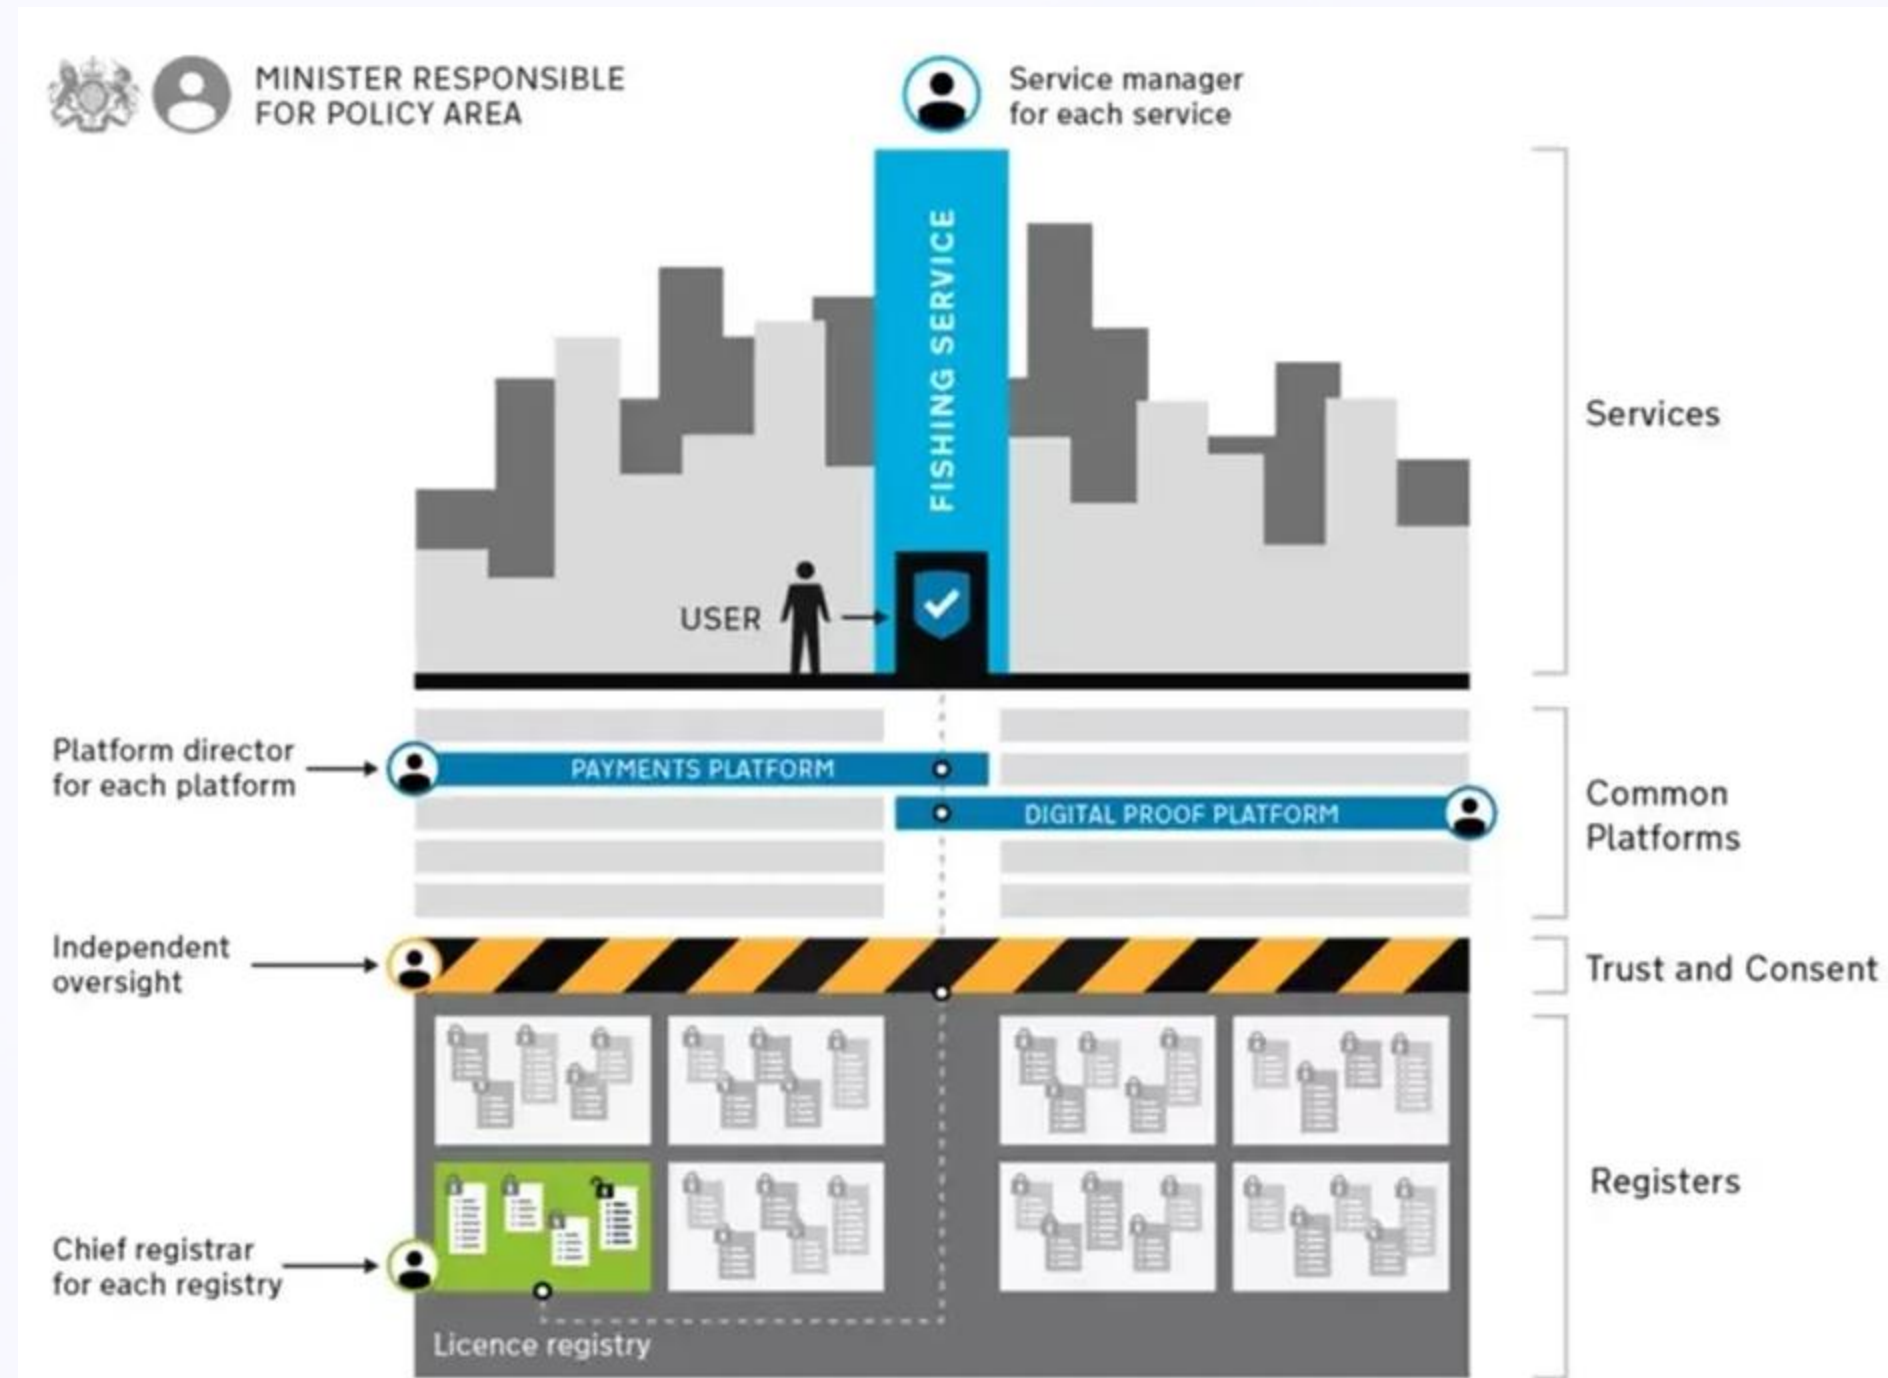 MINISTER RESPONSIBLE
FOR POLICY AREA
Service manager
for each service
FISHING SERVICE
Services
USER
Platform director
for each platform
PAYMENTS PLATFORM
DIGITAL PROOF PLATFORM
Common
Platforms
Independent
oversight
Trust and Consent
Registers
Chief registrar
for each registry
Licence registry